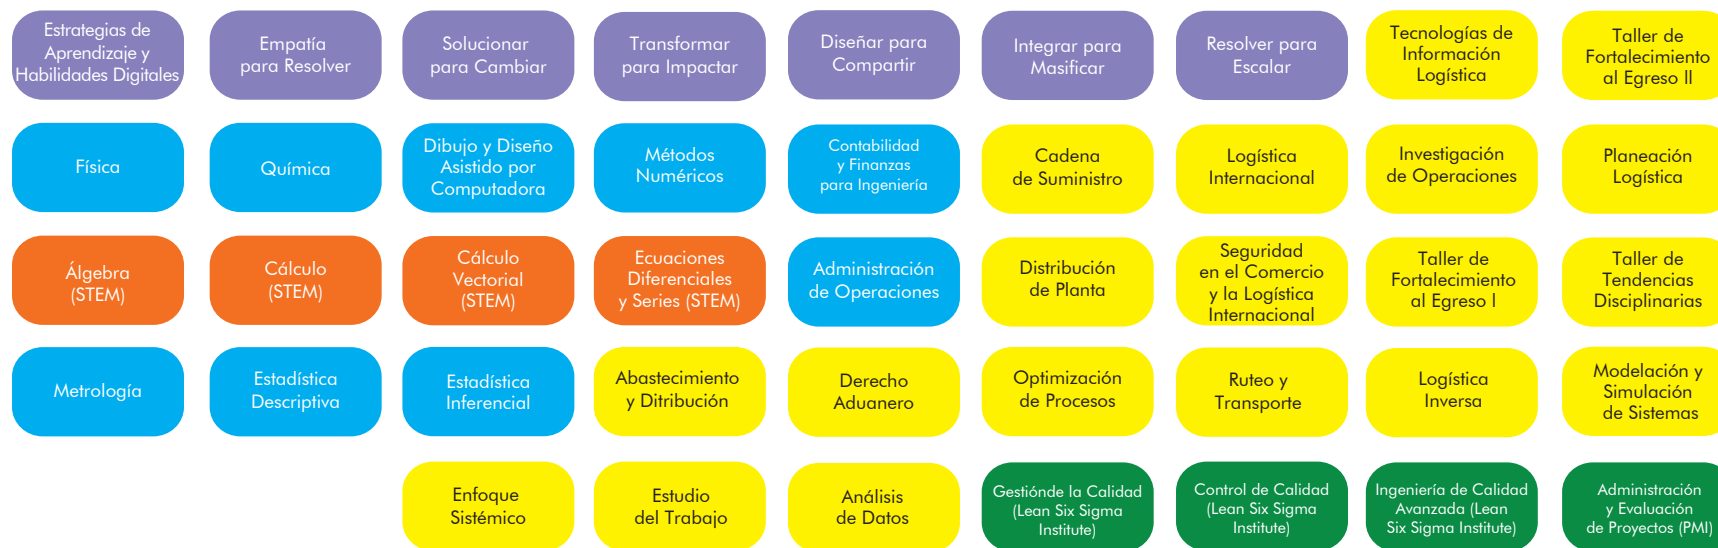 Estrategias de
Aprendizaje y
Habilidades Digitales
Empatía
para Resolver
Solucionar
para Cambiar
Transformar
para Impactar
Diseñar para
Compartir
Integrar para
Masificar
Resolver para
Escalar
Tecnologías de
Información
Logística
Taller de
Fortalecimiento
al Egreso II
Física
Química
Dibujo y Diseño
Asistido por
Computadora
Métodos
Numéricos
Contabilidad
y Finanzas
para Ingeniería
Cadena
de Suministro
Logística
Internacional
Investigación
de Operaciones
Planeación
Logística
Álgebra
(STEM)
Cálculo
(STEM)
Cálculo
Vectorial
(STEM)
Ecuaciones
Diferenciales
y Series (STEM)
Administración
de Operaciones
Distribución
de Planta
Seguridad
en el Comercio
y la Logística
Internacional
Taller de
Fortalecimiento
al Egreso I
Taller de
Tendencias
Disciplinarias
Metrología
Estadística
Descriptiva
Estadística
Inferencial
Abastecimiento
y Ditribución
Derecho
Aduanero
Optimización
de Procesos
Ruteo y
Transporte
Logística
Inversa
Modelación y
Simulación
de Sistemas
Enfoque
Sistémico
Estudio
del Trabajo
Análisis
de Datos
Gestiónde la Calidad
(Lean Six Sigma
Institute)
Control de Calidad
(Lean Six Sigma
Institute)
Ingeniería de Calidad
Avanzada (Lean
Six Sigma Institute)
Administración
y Evaluación
de Proyectos (PMI)